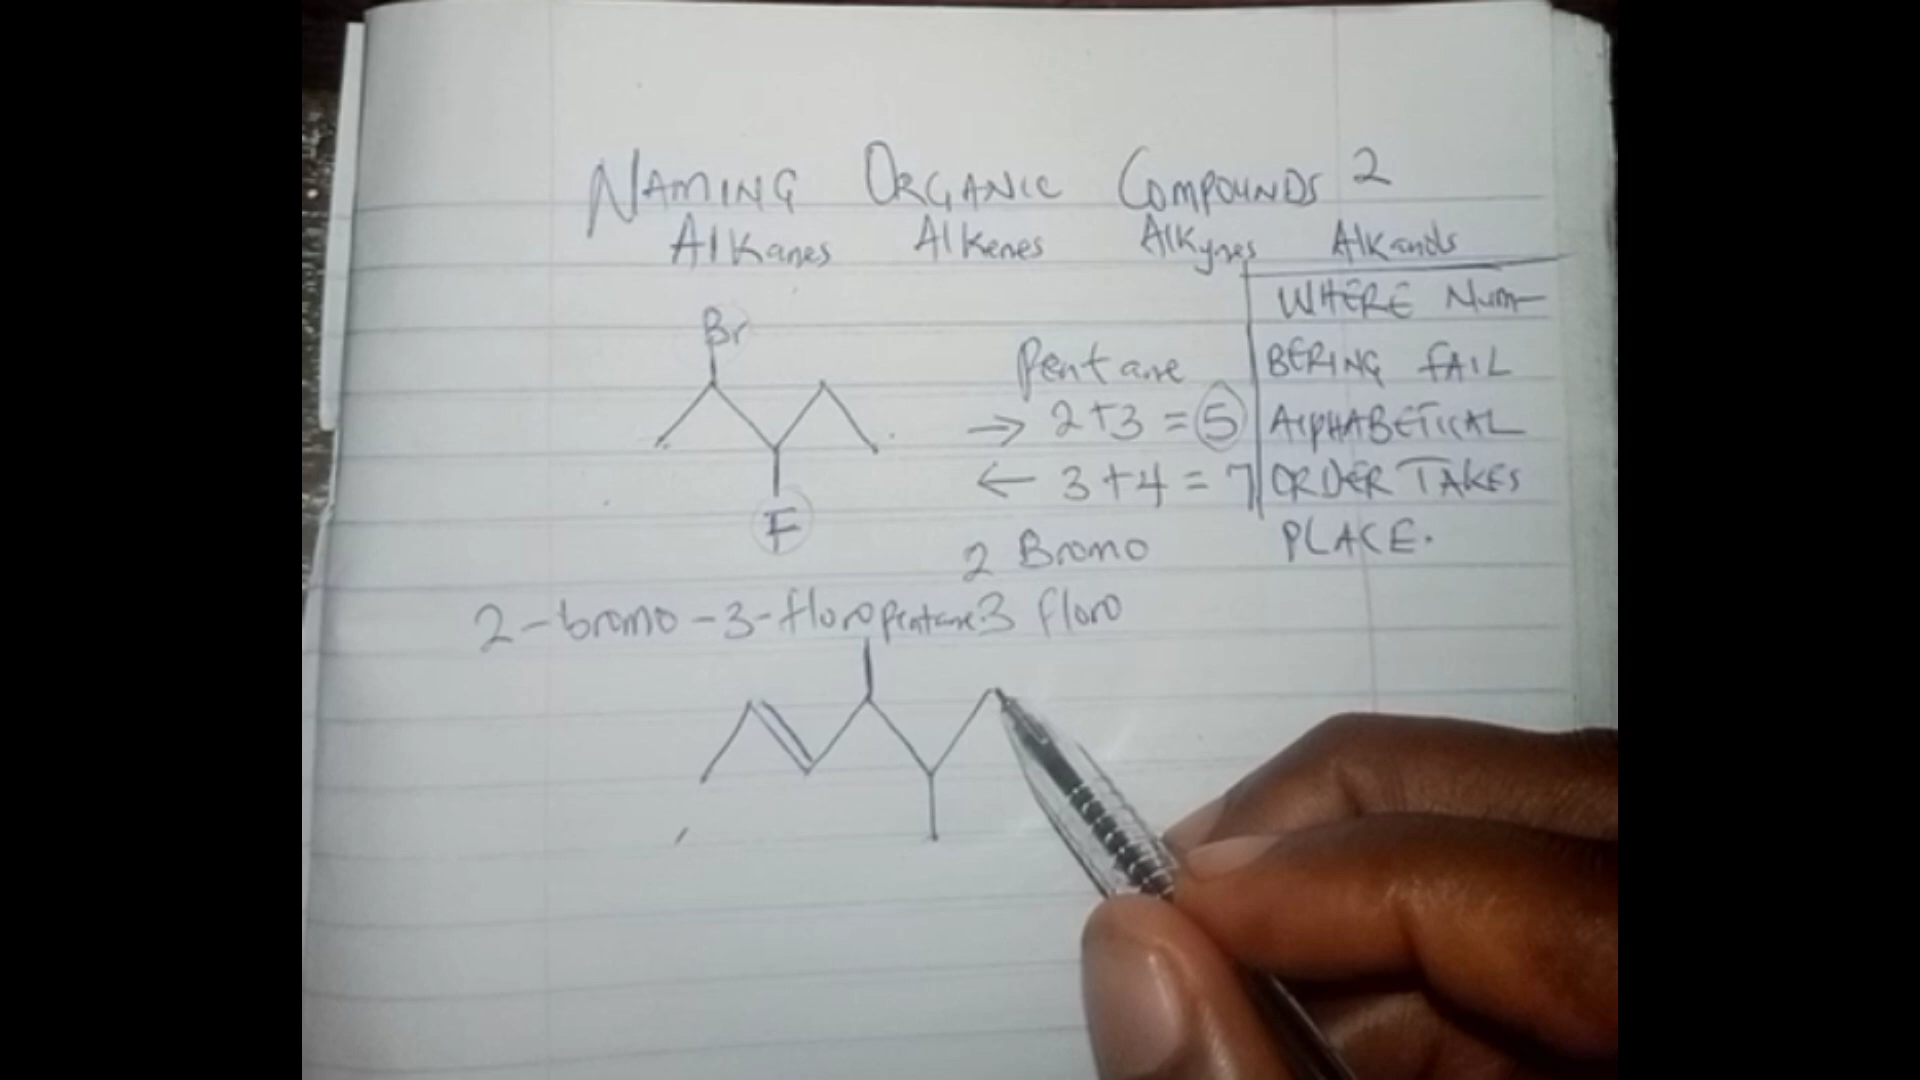 NAMING ORGANIC COMPOUNDS 2
Alkanes Alkenes Alkynes Alkanols
WHERE NUM-
BERING FAIL
ALPHABETICAL
ORDER TAKES
PLACE.
Br
F
Pentane
→ 2+3 = 5
← 3+4 = 7
2 Bromo
3 floro
2-bromo-3-floropentane.